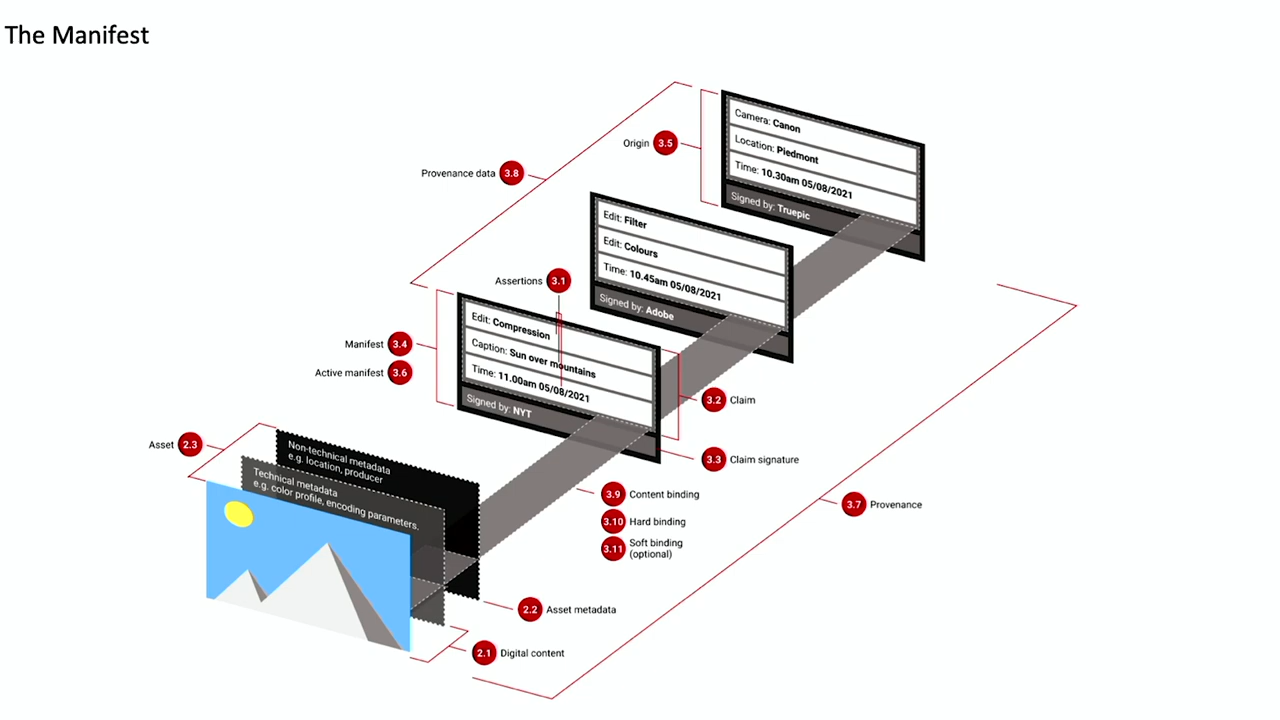 The Manifest
Camera: Canon
Location: Piedmont
Time: 10.30am 05/08/2021
Signed by: Truepic
Origin 3.5
Provenance data 3.8
Edit: Filter
Edit: Colours
Time: 10.45am 05/08/2021
Signed by: Adobe
Assertions 3.1
Edit: Compression
Caption: Sun over mountains
Time: 11.00am 05/08/2021
Signed by: NYT
Manifest 3.4
Active manifest 3.6
3.2 Claim
3.3 Claim signature
Asset 2.3
Non-technical metadata
e.g. location, producer
Technical metadata
e.g. color profile, encoding parameters.
3.9 Content binding
3.10 Hard binding
3.11 Soft binding
(optional)
3.7 Provenance
2.2 Asset metadata
2.1 Digital content